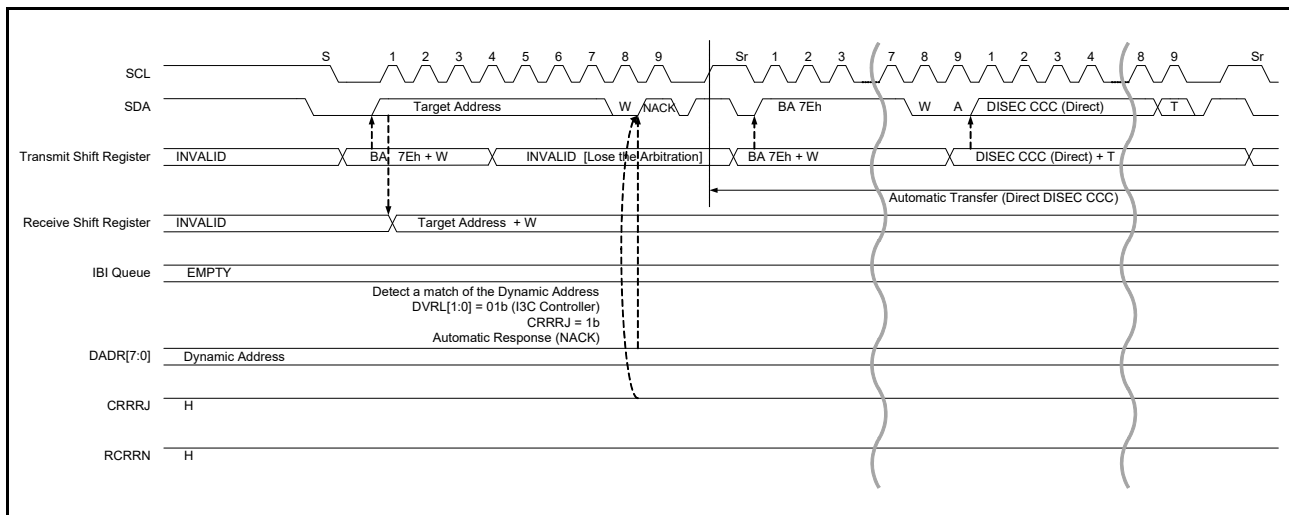 S 1 2 3 4 5 6 7 8 9 Sr 1 2 3 7 8 9 1 2 3 4 8 9 Sr
SCL
SDA Target Address W NACK BA 7Eh W A DISEC CCC (Direct) T
Transmit Shift Register INVALID BA 7Eh + W INVALID [Lose the Arbitration] BA 7Eh + W DISEC CCC (Direct) + T
Automatic Transfer (Direct DISEC CCC)
Receive Shift Register INVALID Target Address + W
IBI Queue EMPTY
Detect a match of the Dynamic Address
DVRL[1:0] = 01b (I3C Controller)
CRRRJ = 1b
Automatic Response (NACK)
DADR[7:0] Dynamic Address
CRRRJ H
RCRRN H